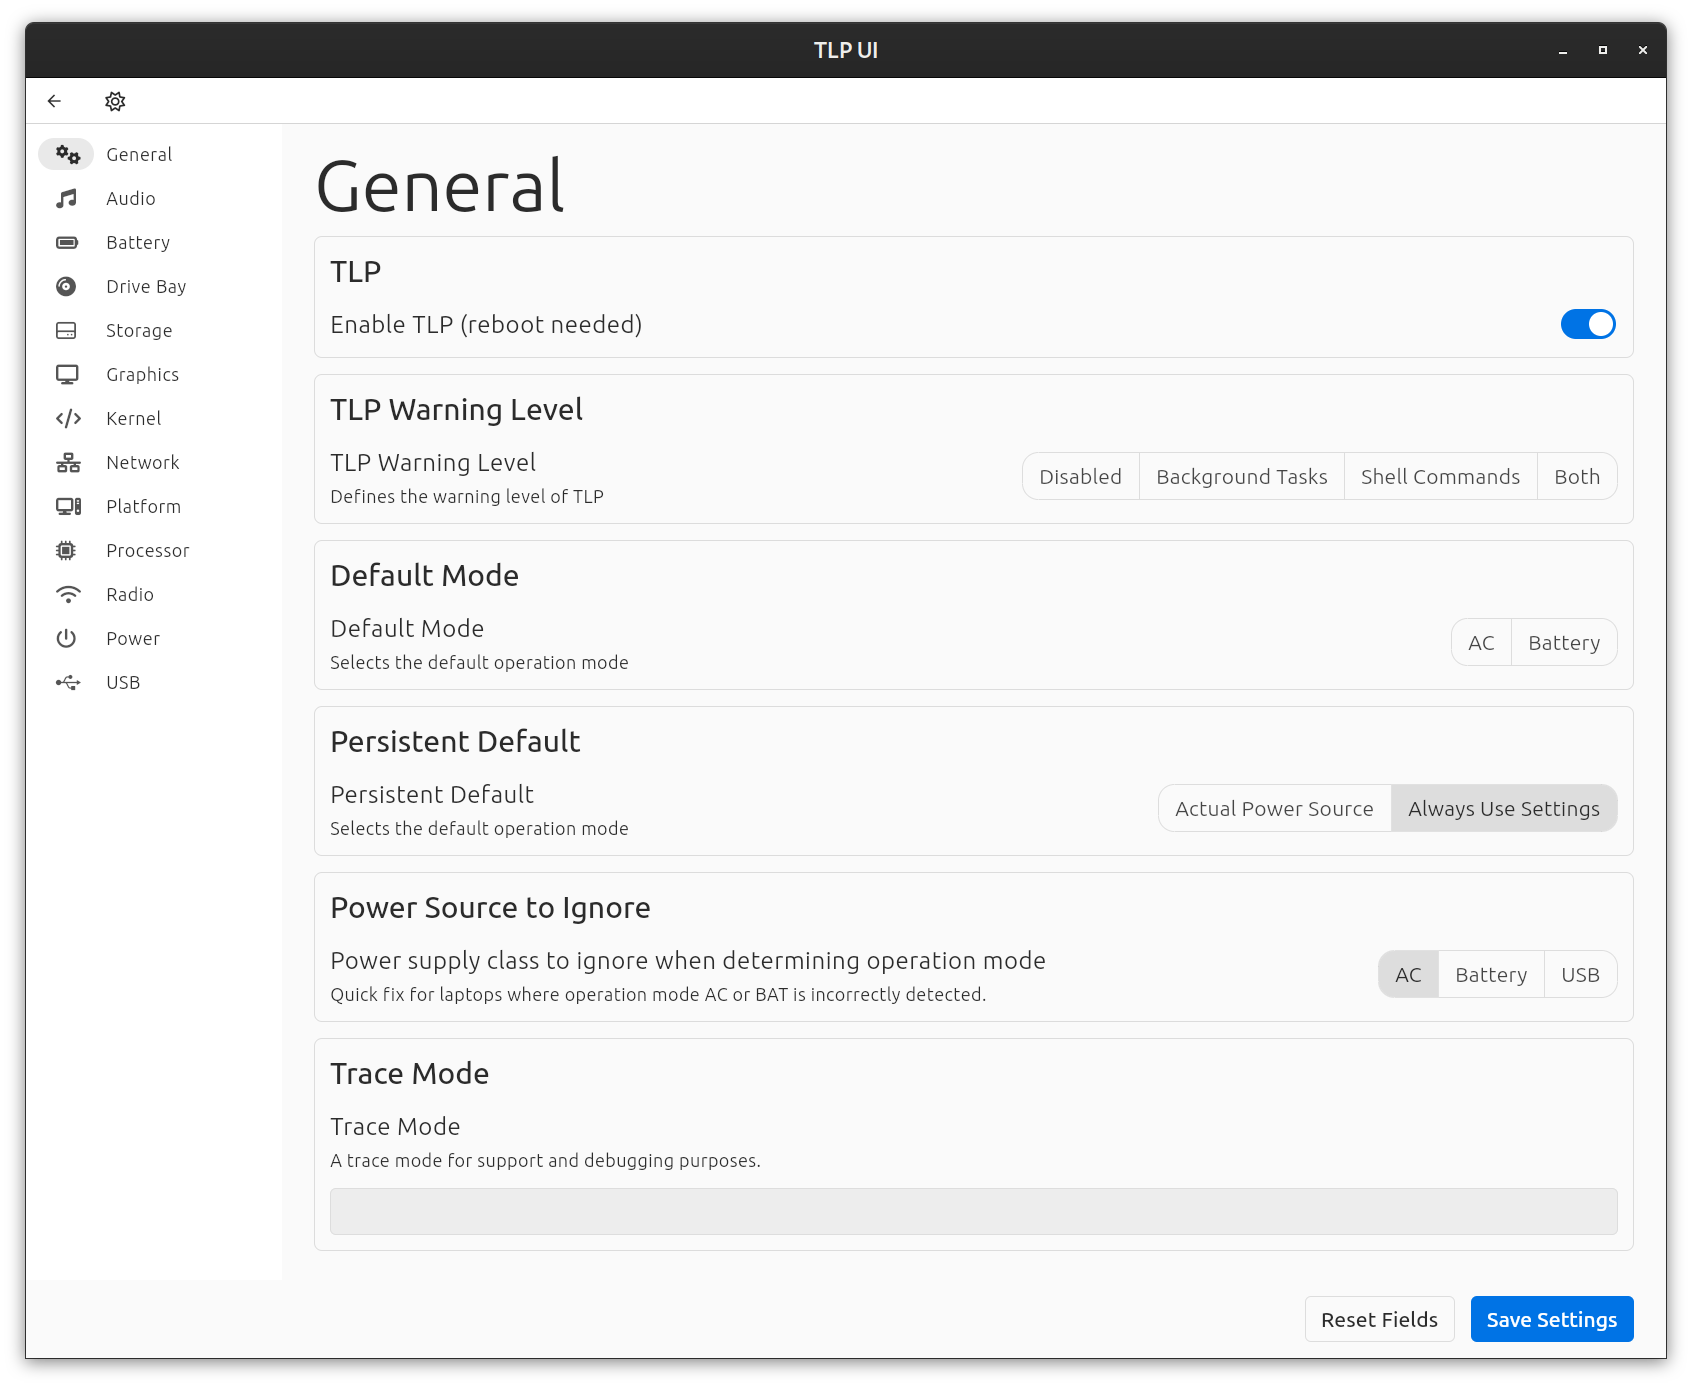 TLP UI
General
Audio
Battery
Drive Bay
Storage
Graphics
Kernel
Network
Platform
Processor
Radio
Power
USB
General
TLP
Enable TLP (reboot needed)
TLP Warning Level
TLP Warning Level
Defines the warning level of TLP
Disabled Background Tasks Shell Commands Both
Default Mode
Default Mode
Selects the default operation mode
AC Battery
Persistent Default
Persistent Default
Selects the default operation mode
Actual Power Source Always Use Settings
Power Source to Ignore
Power supply class to ignore when determining operation mode
Quick fix for laptops where operation mode AC or BAT is incorrectly detected.
AC Battery USB
Trace Mode
Trace Mode
A trace mode for support and debugging purposes.
Reset Fields Save Settings